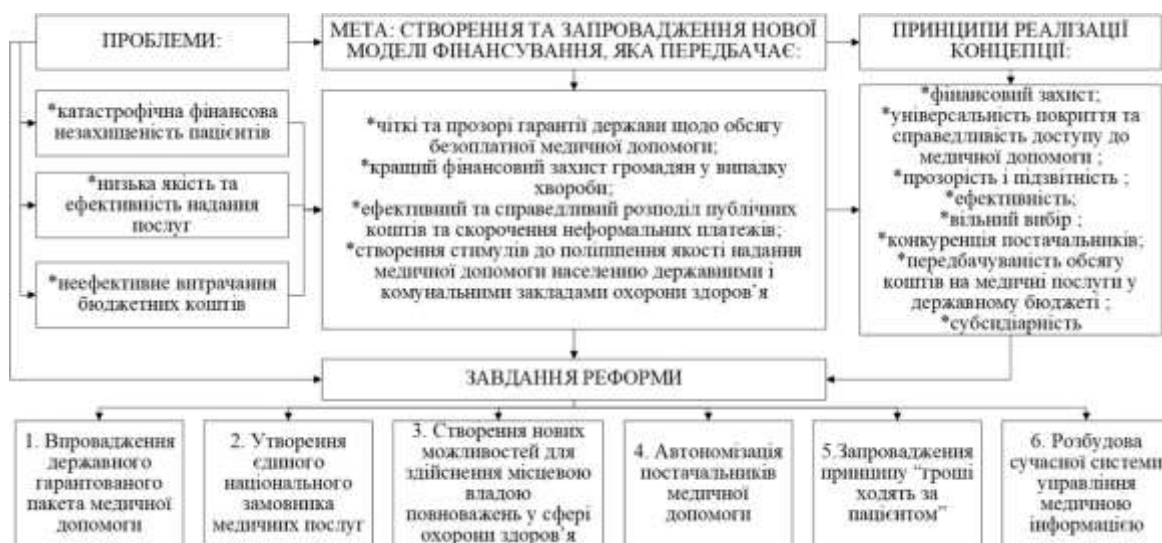 ПРОБЛЕМИ:
МЕТА: СТВОРЕННЯ ТА ЗАПРОВАДЖЕННЯ НОВОЇ
МОДЕЛІ ФІНАНСУВАННЯ, ЯКА ПЕРЕДБАЧАЄ:
ПРИНЦИПИ РЕАЛІЗАЦІЇ
КОНЦЕПЦІЇ:
*катастрофічна фінансова
незахищеність пацієнтів
*низька якість та
ефективність надання
послуг
*неефективне витрачання
бюджетних коштів
*чіткі та прозорі гарантії держави щодо обсягу
безоплатної медичної допомоги;
*кращий фінансовий захист громадян у випадку
хвороби;
*ефективний та справедливий розподіл публічних
коштів та скорочення неформальних платежів;
*створення стимулів до поліпшення якості надання
медичної допомоги населенню державними і
комунальними закладами охорони здоров’я
*фінансовий захист;
*універсальність покриття та
справедливість доступу до
медичної допомоги ;
*прозорість і підзвітність ;
*ефективність;
*вільний вибір ;
*конкуренція постачальників;
*передбачуваність обсягу
коштів на медичні послуги у
державному бюджеті ;
*субсидіарність
ЗАВДАННЯ РЕФОРМИ
1. Впровадження
державного
гарантованого
пакета медичної
допомоги
2. Утворення
єдиного
національного
замовника
медичних послуг
3. Створення нових
можливостей для
здійснення місцевою
владою
повноважень у сфері
охорони здоров’я
4. Автономізація
постачальників
медичної
допомоги
5.Запровадження
принципу “гроші
ходять за
пацієнтом”
6. Розбудова
сучасної системи
управління
медичною
інформацією